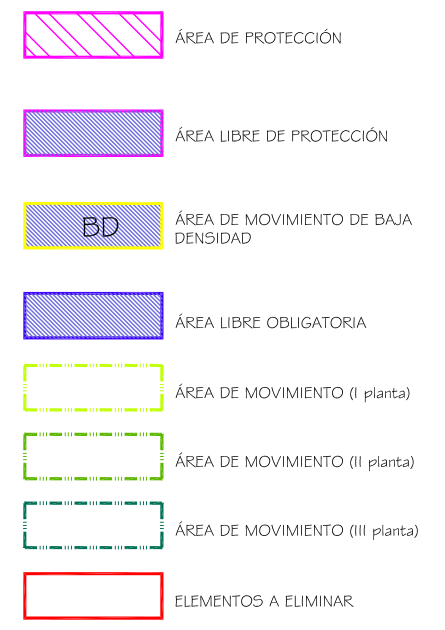 ÁREA DE PROTECCIÓN
ÁREA LIBRE DE PROTECCIÓN
BD
ÁREA DE MOVIMIENTO DE BAJA
DENSIDAD
ÁREA LIBRE OBLIGATORIA
ÁREA DE MOVIMIENTO (I planta)
ÁREA DE MOVIMIENTO (II planta)
ÁREA DE MOVIMIENTO (III planta)
ELEMENTOS A ELIMINAR